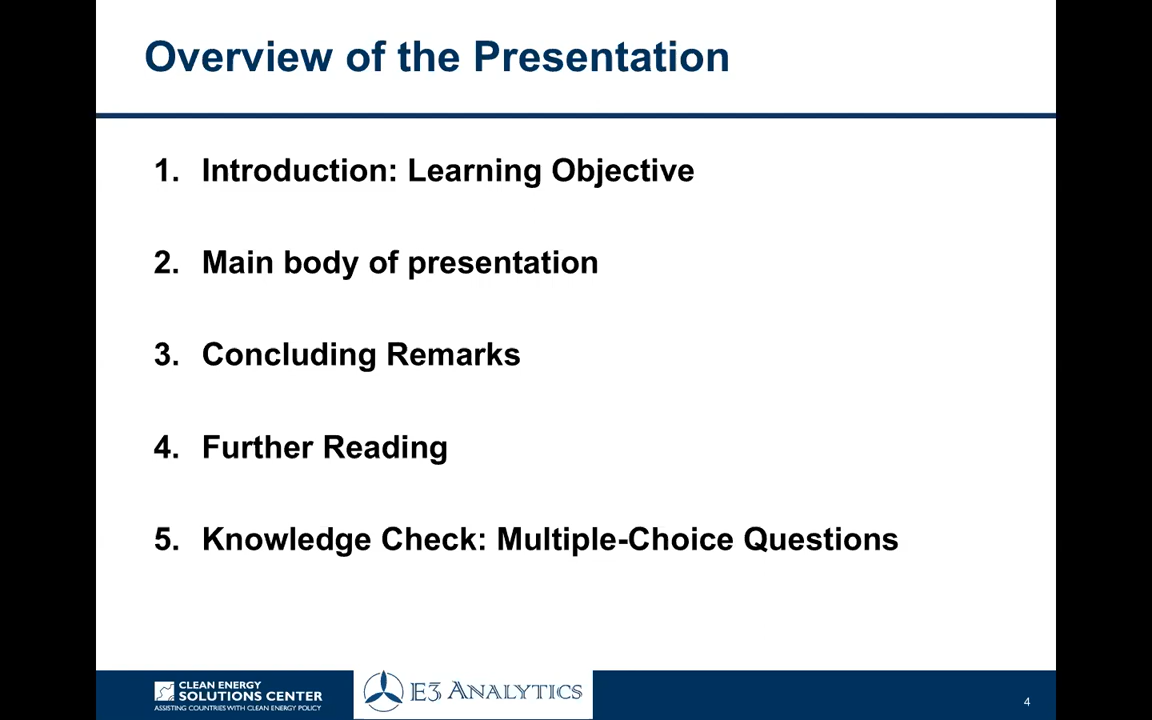 Overview of the Presentation
1. Introduction: Learning Objective
2. Main body of presentation
3. Concluding Remarks
4. Further Reading
5. Knowledge Check: Multiple-Choice Questions
CLEAN ENERGY
SOLUTIONS CENTER
ASSISTING COUNTRIES WITH CLEAN ENERGY POLICY
E3 ANALYTICS
4